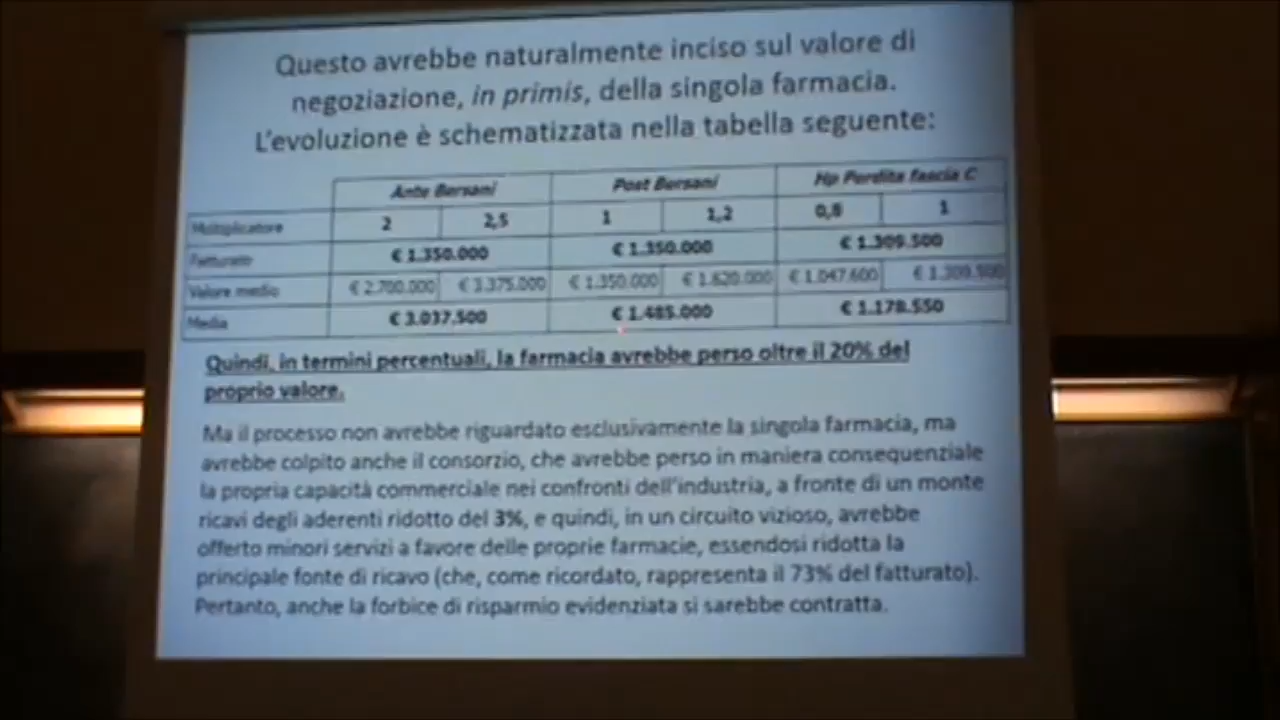 Questo avrebbe naturalmente inciso sul valore di
negoziazione, in primis, della singola farmacia.
L'evoluzione è schematizzata nella tabella seguente:
Ante Bersani Post Bersani Hp Perdita fascia C
Moltiplicatore 2 2,5 1 1,2 0,8 1
Fatturato € 1.350.000 € 1.350.000 € 1.309.500
Valore medio € 2.700.000 € 3.375.000 € 1.350.000 € 1.620.000 € 1.047.600 € 1.309.500
Media € 3.037.500 € 1.485.000 € 1.178.550
Quindi, in termini percentuali, la farmacia avrebbe perso oltre il 20% del
proprio valore.
Ma il processo non avrebbe riguardato esclusivamente la singola farmacia, ma
avrebbe colpito anche il consorzio, che avrebbe perso in maniera consequenziale
la propria capacità commerciale nei confronti dell'industria, a fronte di un monte
ricavi degli aderenti ridotto del 3%, e quindi, in un circuito vizioso, avrebbe
offerto minori servizi a favore delle proprie farmacie, essendosi ridotta la
principale fonte di ricavo (che, come ricordato, rappresenta il 73% del fatturato).
Pertanto, anche la forbice di risparmio evidenziata si sarebbe contratta.